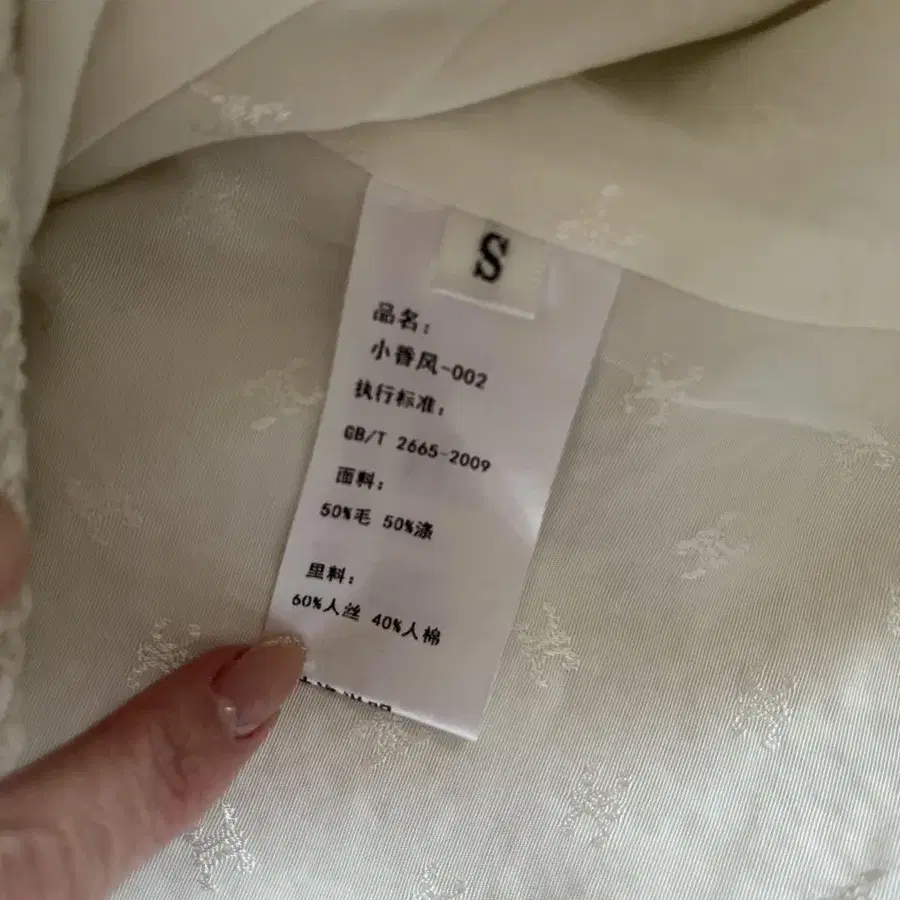 S
品名：
小香风-002
执行标准：
GB/T 2665-2009
面料：
50%毛 50%涤
里料：
60%人丝 40%人棉